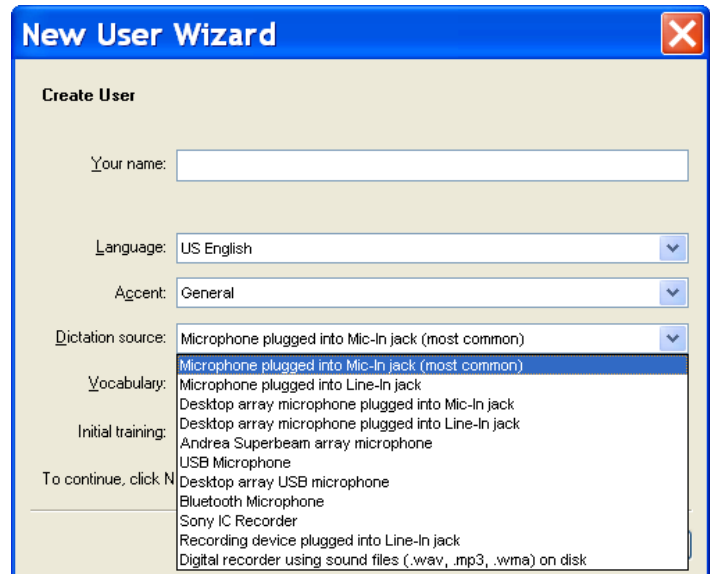 New User Wizard
Create User
Your name:
Language: US English
Accent: General
Dictation source: Microphone plugged into Mic-In jack (most common)
Microphone plugged into Mic-In jack (most common)
Vocabulary: Microphone plugged into Line-In jack
Desktop array microphone plugged into Mic-In jack
Desktop array microphone plugged into Line-In jack
Initial training: Andrea Superbeam array microphone
USB Microphone
To continue, click N Desktop array USB microphone
Bluetooth Microphone
Sony IC Recorder
Recording device plugged into Line-In jack
Digital recorder using sound files (.wav, .mp3, .wma) on disk